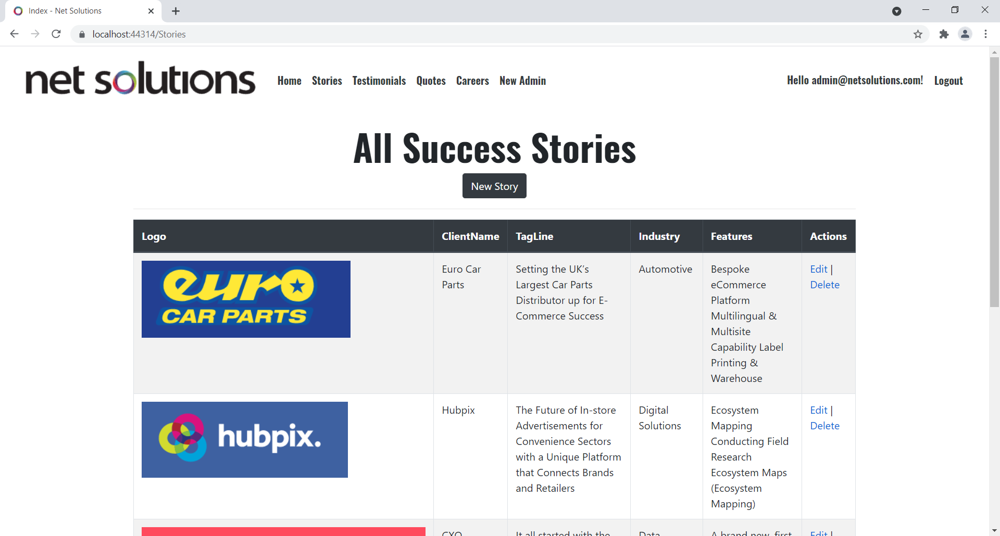 Index - Net Solutions
localhost:44314/Stories
net solutions
Home Stories Testimonials Quotes Careers New Admin
Hello admin@netsolutions.com! Logout
All Success Stories
New Story
Logo ClientName TagLine Industry Features Actions
euro
CAR PARTS
Euro Car
Parts
Setting the UK’s
Largest Car Parts
Distributor up for E-
Commerce Success
Automotive
Bespoke
eCommerce
Platform
Multilingual &
Multisite
Capability Label
Printing &
Warehouse
Edit |
Delete
hubpix.
Hubpix
The Future of In-store
Advertisements for
Convenience Sectors
with a Unique Platform
that Connects Brands
and Retailers
Digital
Solutions
Ecosystem
Mapping
Conducting Field
Research
Ecosystem Maps
(Ecosystem
Mapping)
Edit |
Delete
CXO
It all started with the
Data
A brand new, first
Edit |